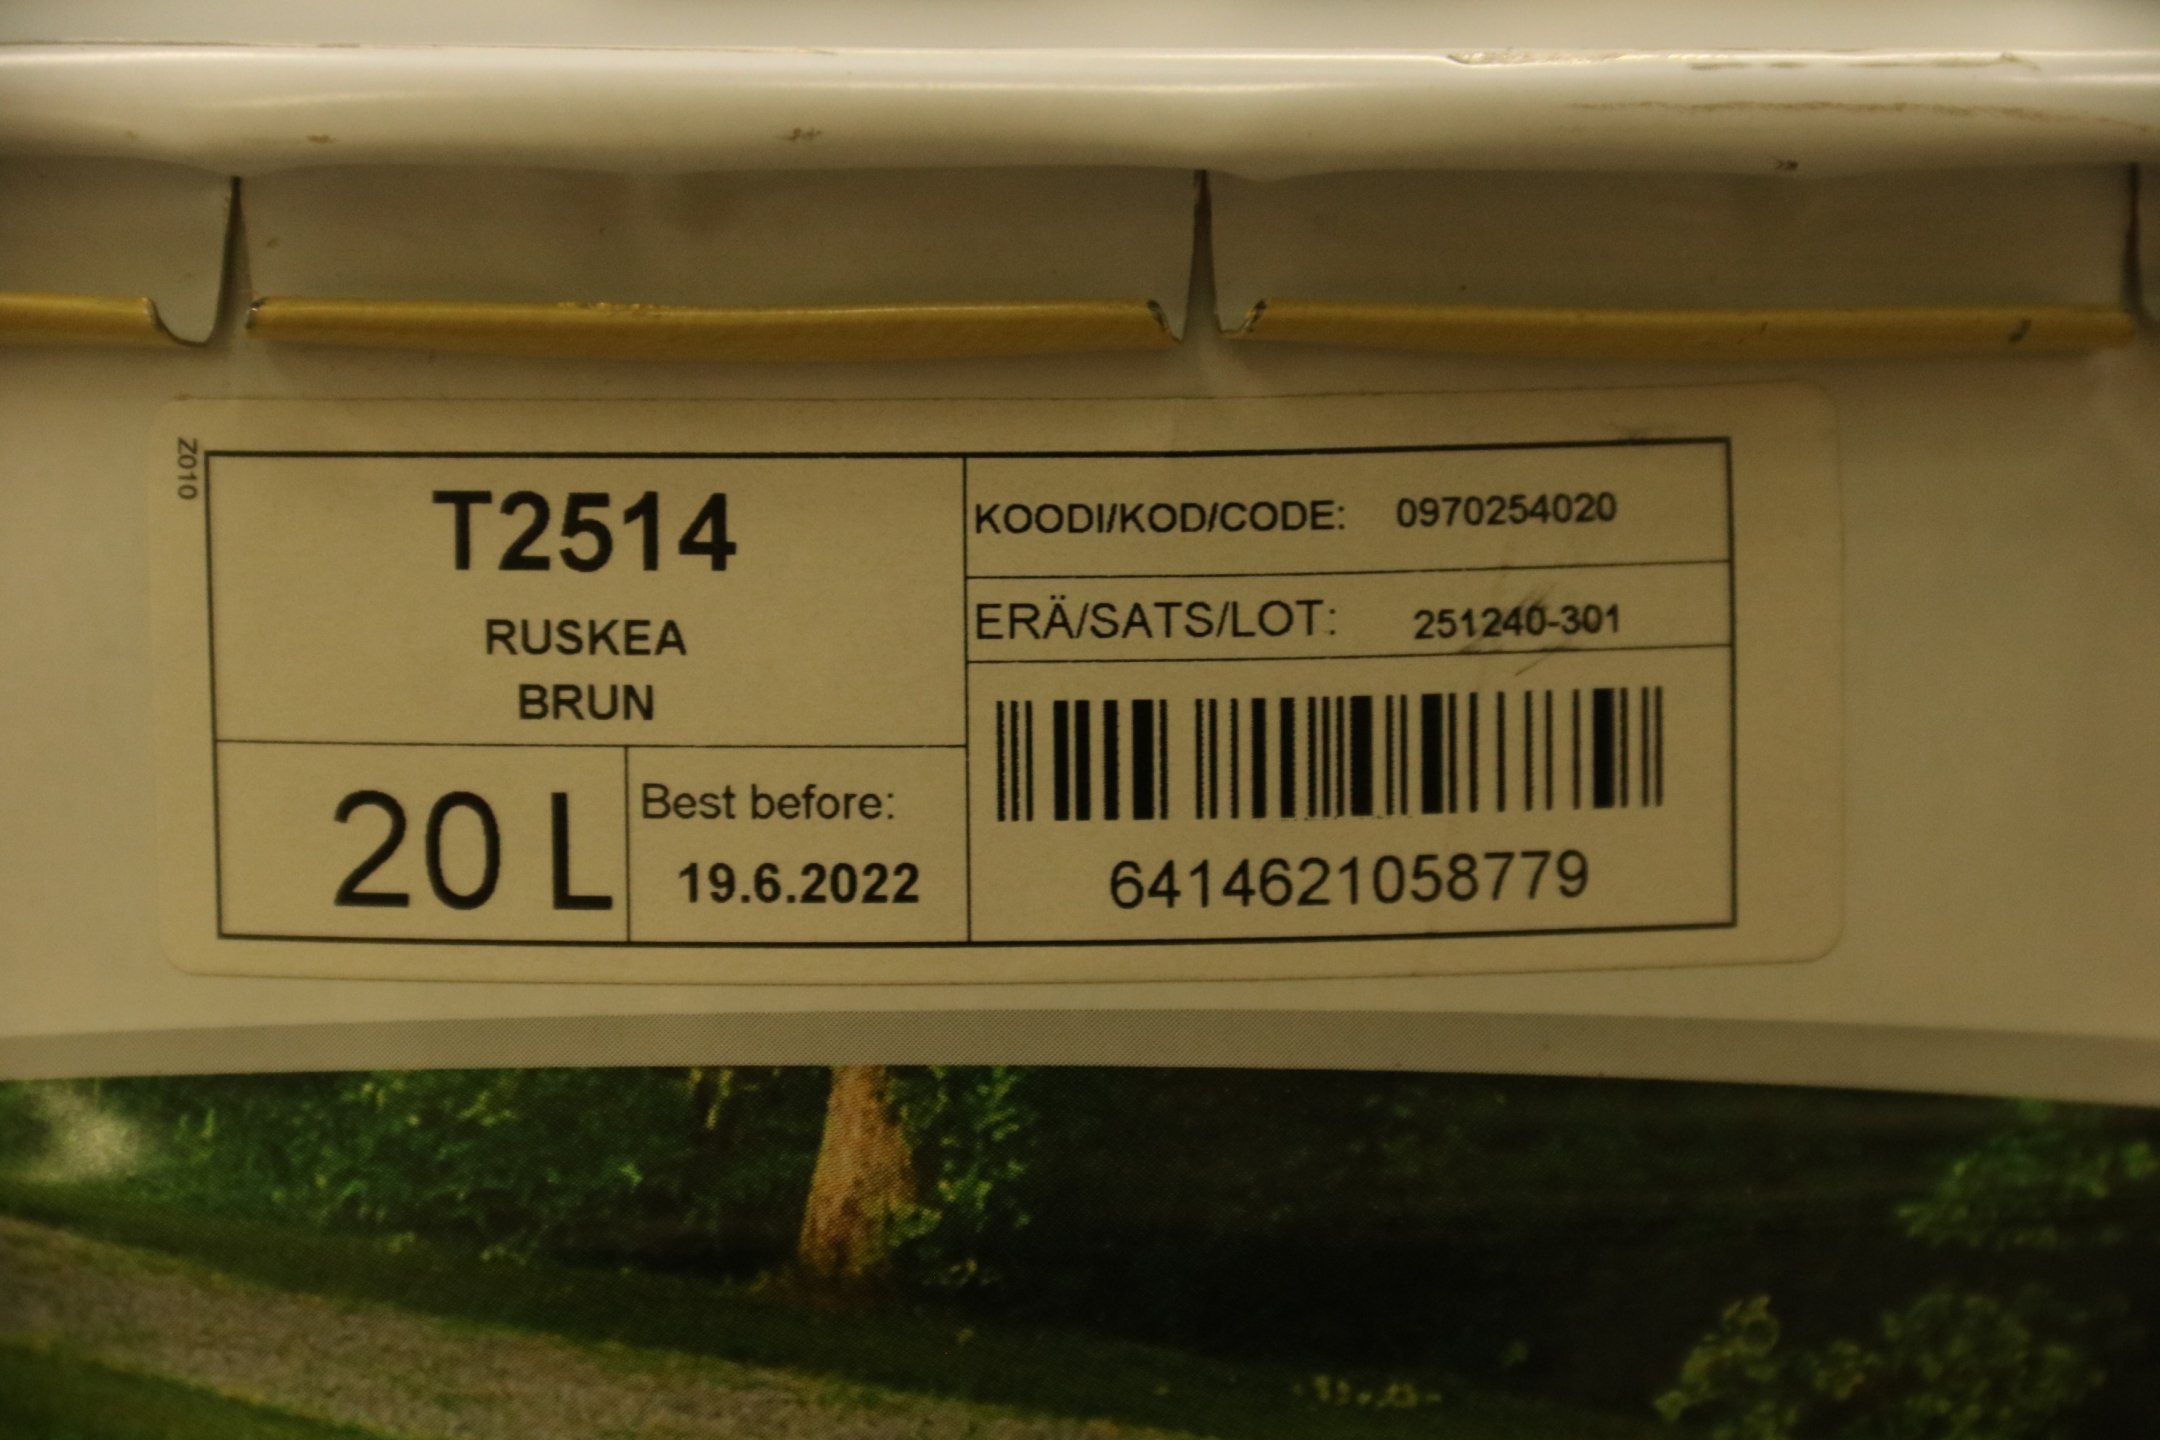 Z010
T2514
RUSKEA
BRUN
20 L
Best before:
19.6.2022
KOODI/KOD/CODE: 0970254020
ERÄ/SATS/LOT: 251240-301
6414621058779